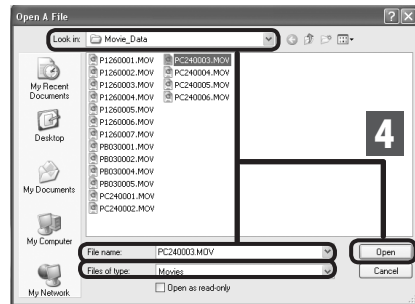 Open A File
Look in: Movie_Data
My Recent Documents
Desktop
My Documents
My Computer
My Network
P1260001.MOV
P1260002.MOV
P1260003.MOV
P1260004.MOV
P1260005.MOV
P1260006.MOV
P1260007.MOV
PB030001.MOV
PB030002.MOV
PB030004.MOV
PB030005.MOV
PC240001.MOV
PC240002.MOV
PC240003.MOV
PC240004.MOV
PC240005.MOV
PC240006.MOV
4
File name: PC240003.MOV
Open
Files of type: Movies
Cancel
Open as read-only